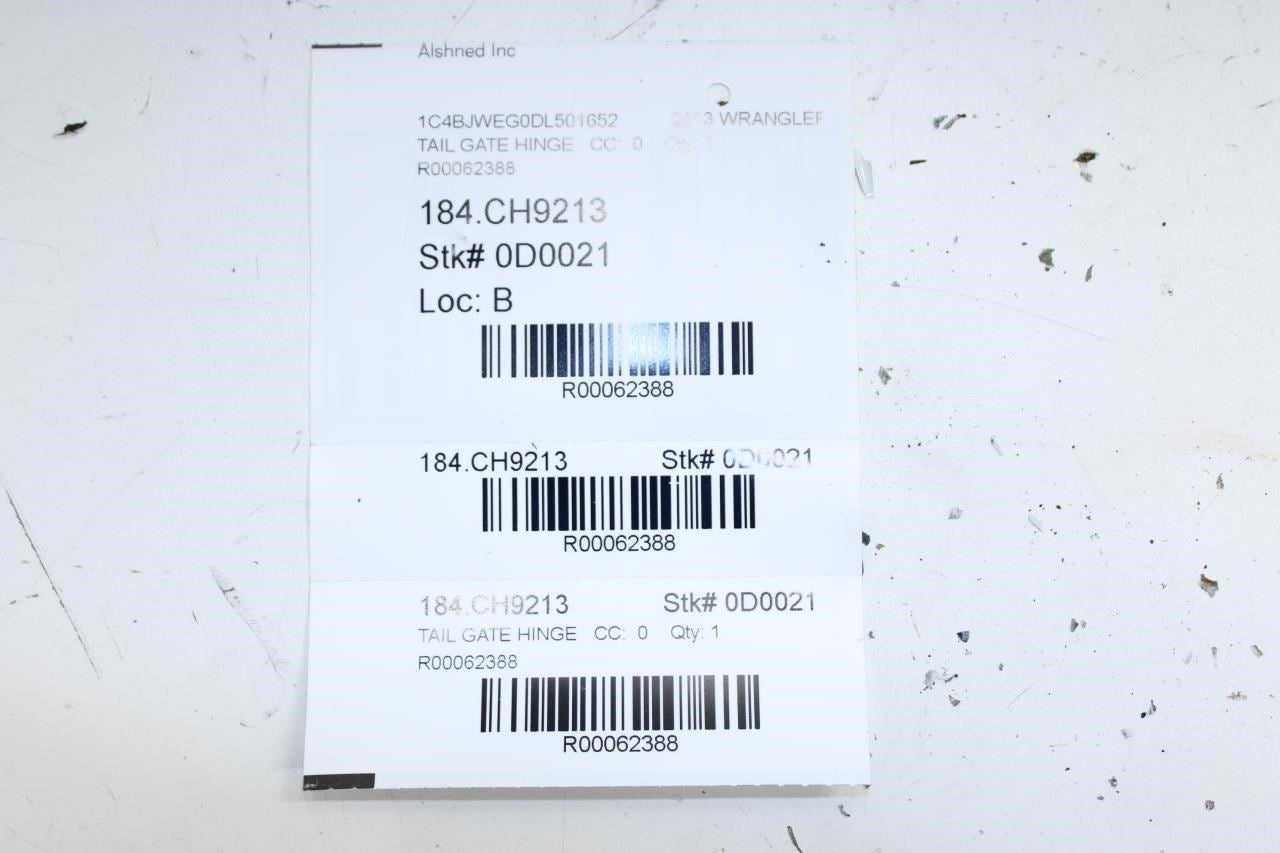 Alshned Inc
1C4BJWEG0DL501652 WRANGLER
TAIL GATE HINGE CC: 0 Qty: 1
R00062388
184.CH9213
Stk# 0D0021
Loc: B
R00062388
184.CH9213 Stk# 0D0021
R00062388
184.CH9213 Stk# 0D0021
TAIL GATE HINGE CC: 0 Qty: 1
R00062388
R00062388